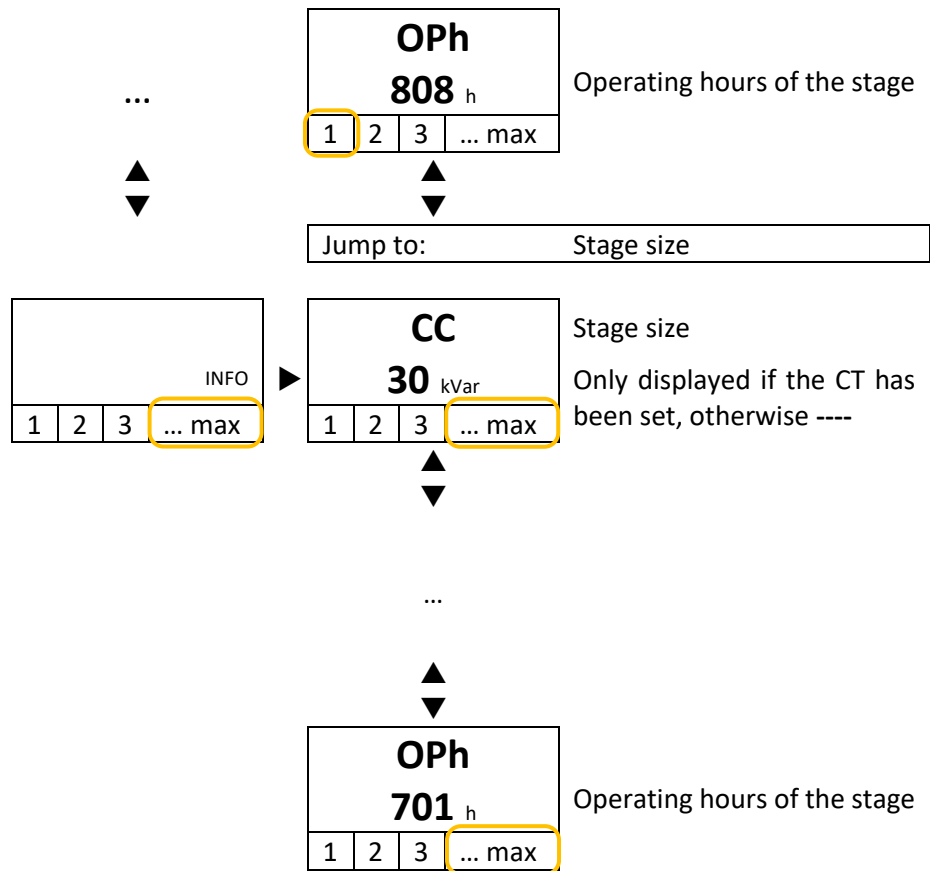 OPh
808 h
Operating hours of the stage
...
1 2 3 ... max
Jump to: Stage size
INFO
1 2 3 ... max
CC
30 kVar
1 2 3 ... max
Stage size
Only displayed if the CT has
been set, otherwise ----
...
OPh
701 h
Operating hours of the stage
1 2 3 ... max